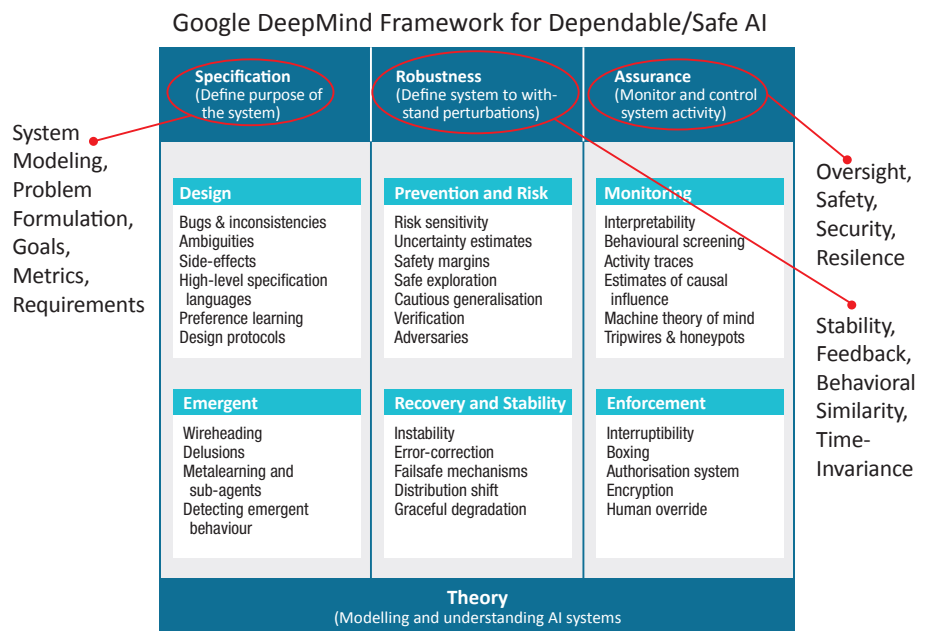 Google DeepMind Framework for Dependable/Safe AI
Specification
(Define purpose of
the system)
Robustness
(Define system to with-
stand perturbations)
Assurance
(Monitor and control
system activity)
System
Modeling,
Problem
Formulation,
Goals,
Metrics,
Requirements
Design
Bugs & inconsistencies
Ambiguities
Side-effects
High-level specification
languages
Preference learning
Design protocols
Prevention and Risk
Risk sensitivity
Uncertainty estimates
Safety margins
Safe exploration
Cautious generalisation
Verification
Adversaries
Monitoring
Interpretability
Behavioural screening
Activity traces
Estimates of causal
influence
Machine theory of mind
Tripwires & honeypots
Oversight,
Safety,
Security,
Resilence
Stability,
Feedback,
Behavioral
Similarity,
Time-
Invariance
Emergent
Wireheading
Delusions
Metalearning and
sub-agents
Detecting emergent
behaviour
Recovery and Stability
Instability
Error-correction
Failsafe mechanisms
Distribution shift
Graceful degradation
Enforcement
Interruptibility
Boxing
Authorisation system
Encryption
Human override
Theory
(Modelling and understanding AI systems